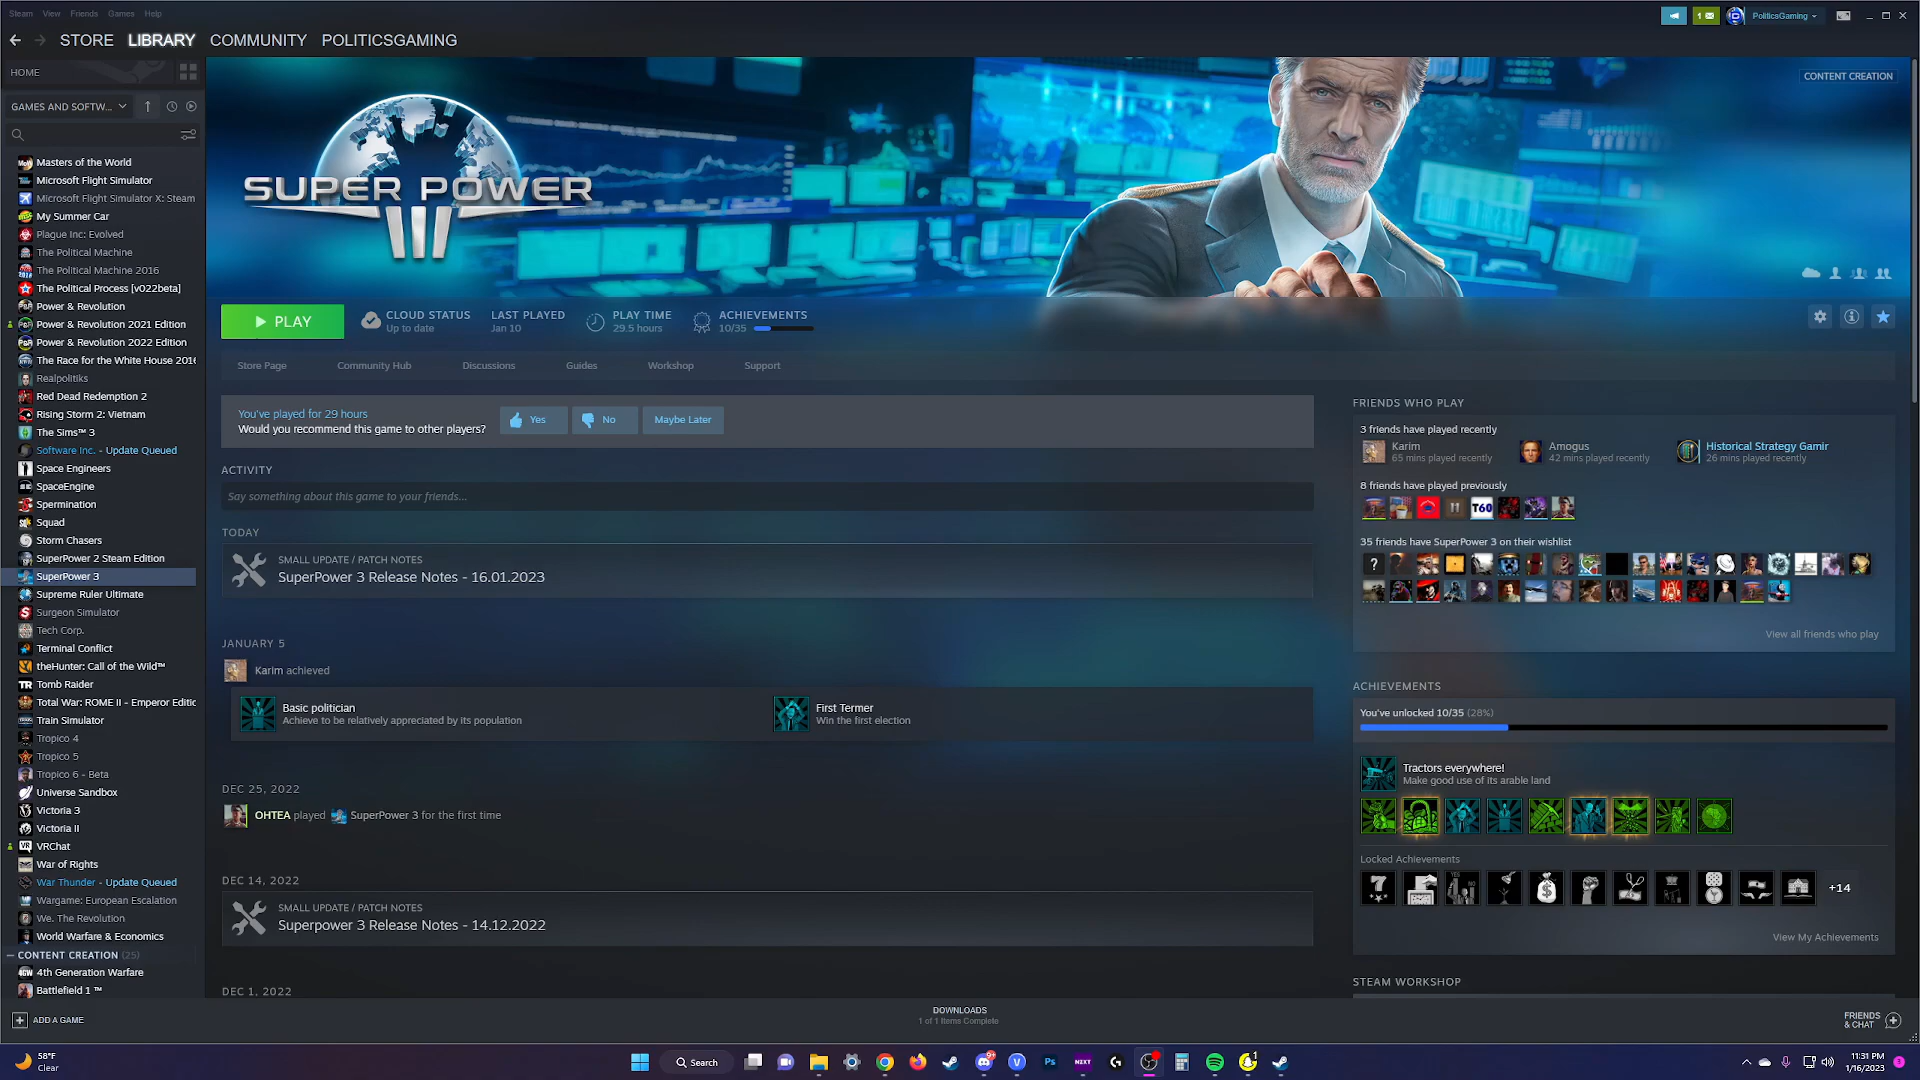 Steam View Friends Games Help
1 PoliticsGaming
STORE LIBRARY COMMUNITY POLITICSGAMING
HOME
CONTENT CREATION
GAMES AND SOFTW...
SUPER POWER
III
Masters of the World
Microsoft Flight Simulator
Microsoft Flight Simulator X: Steam
My Summer Car
Plague Inc: Evolved
The Political Machine
The Political Machine 2016
The Political Process [v022beta]
Power & Revolution
Power & Revolution 2021 Edition
Power & Revolution 2022 Edition
The Race for the White House 2016
Realpolitiks
Red Dead Redemption 2
Rising Storm 2: Vietnam
The Sims™ 3
Software Inc. - Update Queued
Space Engineers
SpaceEngine
Spermination
Squad
Storm Chasers
SuperPower 2 Steam Edition
SuperPower 3
Supreme Ruler Ultimate
Surgeon Simulator
Tech Corp.
Terminal Conflict
theHunter: Call of the Wild™
Tomb Raider
Total War: ROME II - Emperor Editio
Train Simulator
Tropico 4
Tropico 5
Tropico 6 - Beta
Universe Sandbox
Victoria 3
Victoria II
VRChat
War of Rights
War Thunder - Update Queued
Wargame: European Escalation
We. The Revolution
World Warfare & Economics
CONTENT CREATION (25)
4th Generation Warfare
Battlefield 1 ™
PLAY
CLOUD STATUS
Up to date
LAST PLAYED
Jan 10
PLAY TIME
29.5 hours
ACHIEVEMENTS
10/35
Store Page Community Hub Discussions Guides Workshop Support
You've played for 29 hours
Would you recommend this game to other players?
Yes No Maybe Later
ACTIVITY
Say something about this game to your friends...
TODAY
SMALL UPDATE / PATCH NOTES
SuperPower 3 Release Notes - 16.01.2023
JANUARY 5
Karim achieved
Basic politician
Achieve to be relatively appreciated by its population
First Termer
Win the first election
DEC 25, 2022
OHTEA played SuperPower 3 for the first time
DEC 14, 2022
SMALL UPDATE / PATCH NOTES
Superpower 3 Release Notes - 14.12.2022
DEC 1, 2022
FRIENDS WHO PLAY
3 friends have played recently
Karim
65 mins played recently
Amogus
42 mins played recently
Historical Strategy Gamir
26 mins played recently
8 friends have played previously
T60
35 friends have SuperPower 3 on their wishlist
?
View all friends who play
ACHIEVEMENTS
You've unlocked 10/35 (28%)
Tractors everywhere!
Make good use of its arable land
Locked Achievements
+14
View My Achievements
STEAM WORKSHOP
ADD A GAME
DOWNLOADS
1 of 1 Items Complete
FRIENDS
& CHAT
58°F
Clear
Search
11:31 PM
1/16/2023